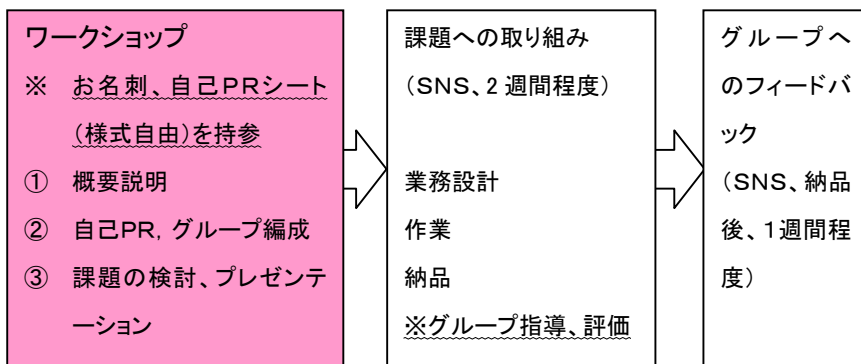 ワークショップ
※ お名刺、自己PRシート
(様式自由)を持参
① 概要説明
② 自己PR, グループ編成
③ 課題の検討、プレゼンテ
ーション
課題への取り組み
(SNS、2 週間程度)
業務設計
作業
納品
※グループ指導、評価
グループへ
のフィードバ
ック
(SNS、納品
後、1週間程
度)